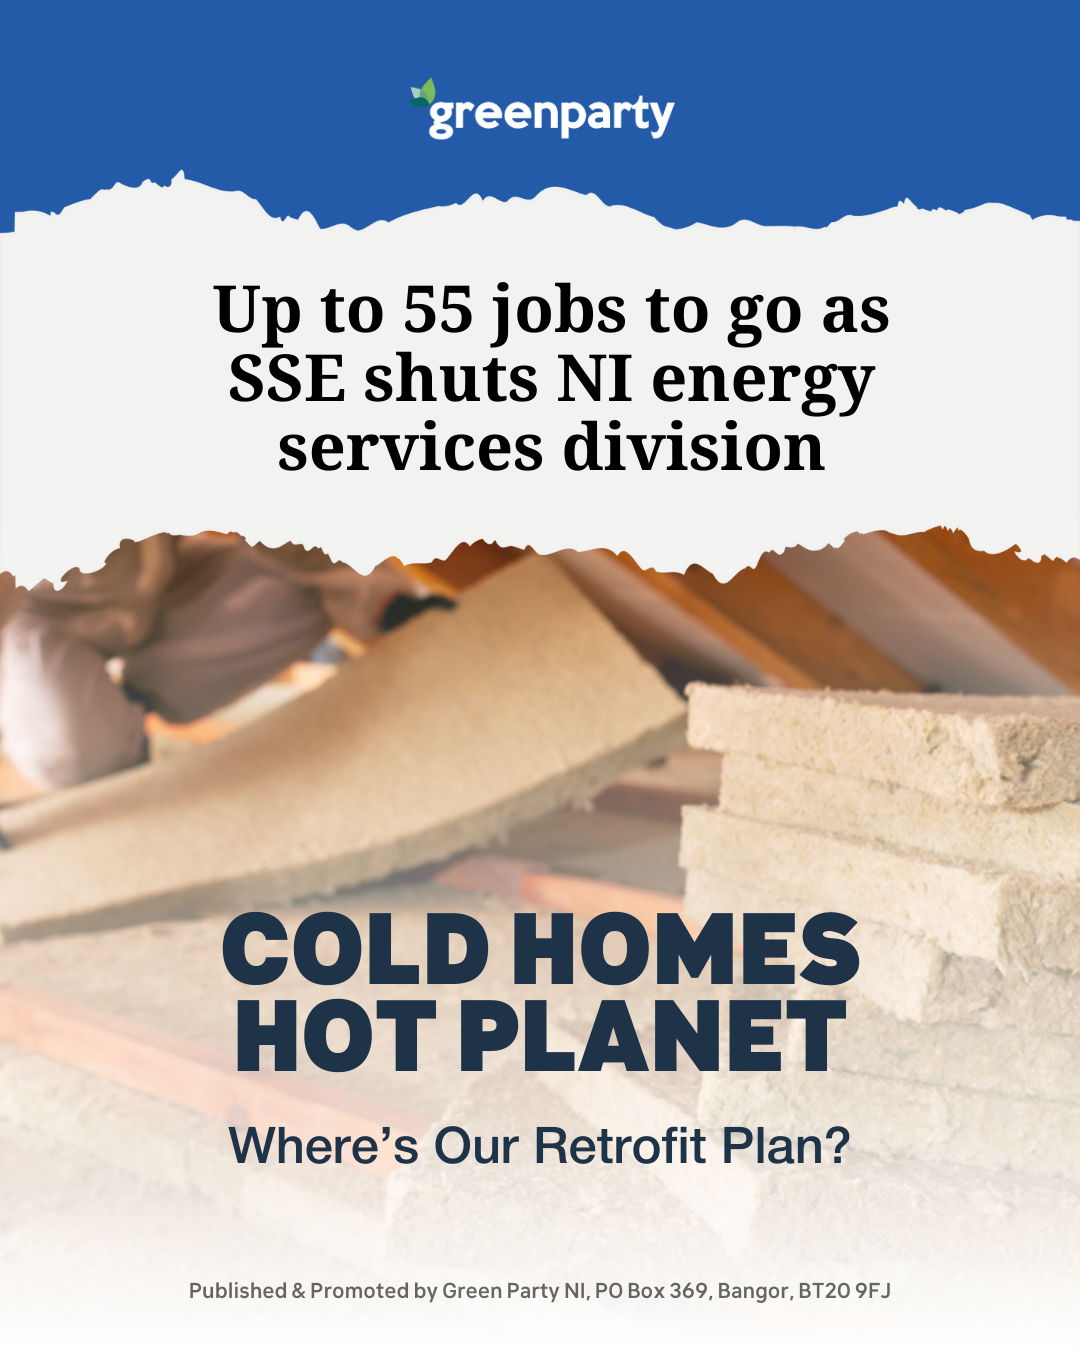 greenparty
Up to 55 jobs to go as
SSE shuts NI energy
services division
COLD HOMES
HOT PLANET
Where’s Our Retrofit Plan?
Published & Promoted by Green Party NI, PO Box 369, Bangor, BT20 9FJ